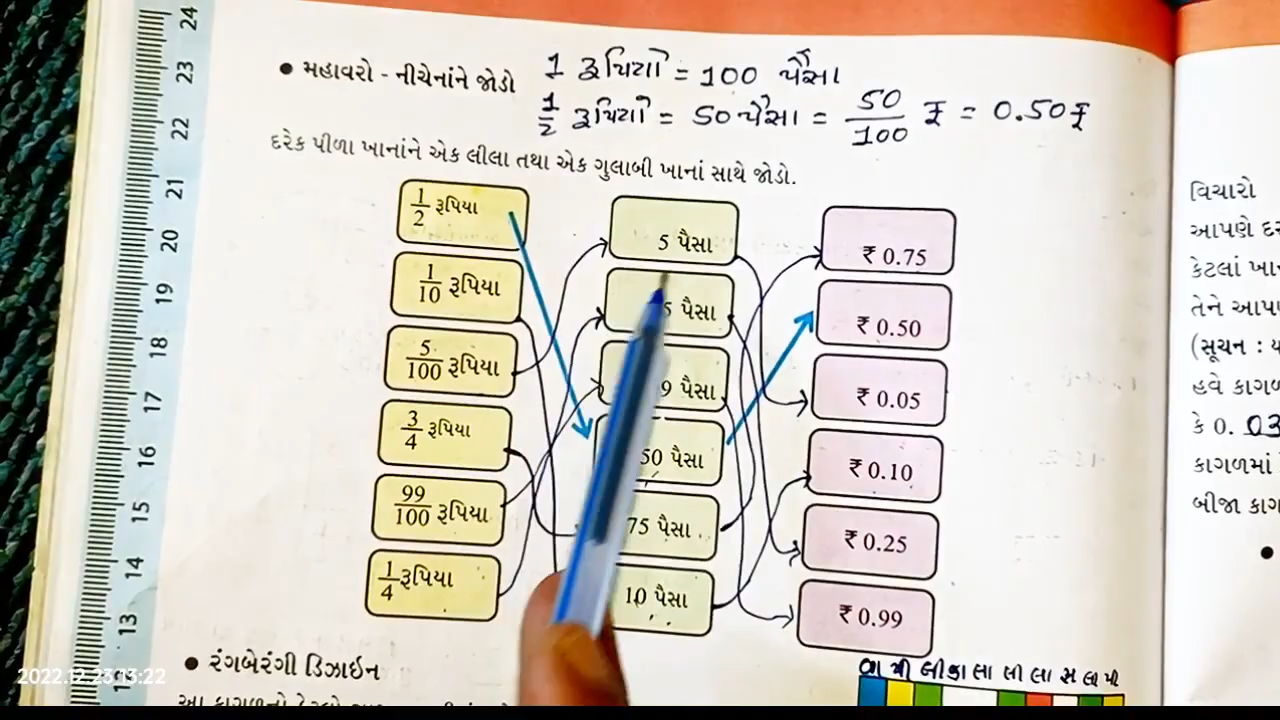 24
23
22
21
20
19
18
17
16
15
14
13
● મહાવરો - નીચેનાંને જોડો
1 રૂપિયો = 100 પૈસા
1/2 રૂપિયો = 50 પૈસા = 50/100 ₹ = 0.50 ₹
દરેક પીળા ખાનાંને એક લીલા તથા એક ગુલાબી ખાનાં સાથે જોડો.
1/2 રૂપિયા
1/10 રૂપિયા
5/100 રૂપિયા
3/4 રૂપિયા
99/100 રૂપિયા
1/4 રૂપિયા
5 પૈસા
5 પૈસા
9 પૈસા
50 પૈસા
75 પૈસા
10 પૈસા
₹ 0.75
₹ 0.50
₹ 0.05
₹ 0.10
₹ 0.25
₹ 0.99
● રંગબેરંગી ડિઝાઇન
વા પી લી કા લા લી લા સ લા પી
વિચારો
આપણે
કેટલાં
તેને
(સૂચન :
હવે
કે 0. 03
કાગળમાં
બીજા
2022.12.23 13:22